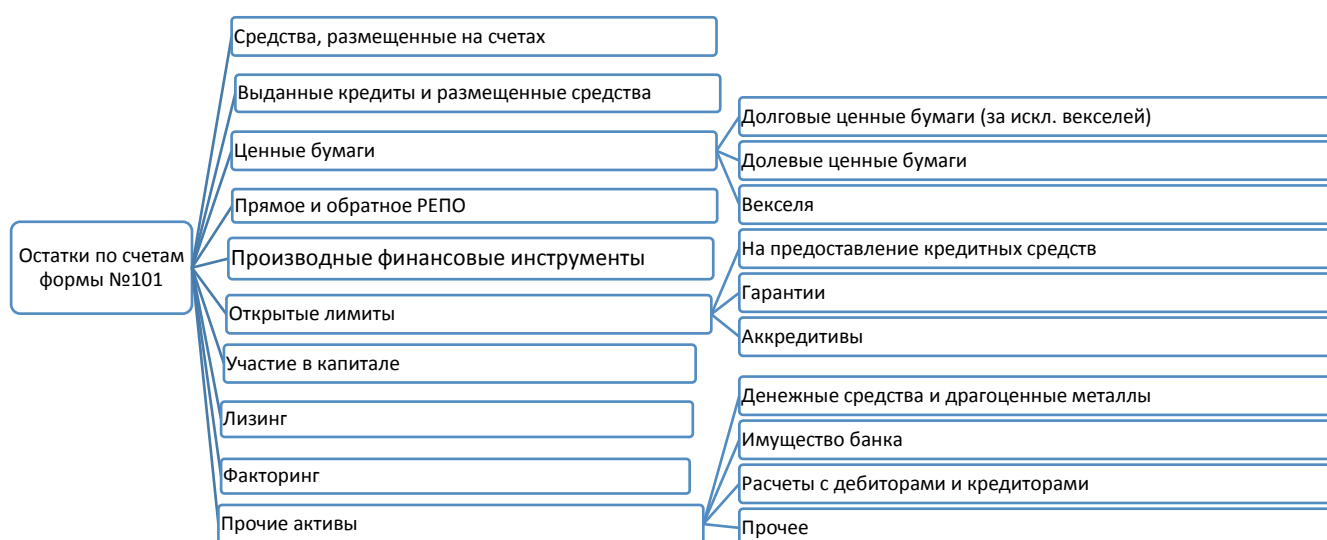 Остатки по счетам
формы №101
Средства, размещенные на счетах
Выданные кредиты и размещенные средства
Ценные бумаги
Долговые ценные бумаги (за искл. векселей)
Долевые ценные бумаги
Векселя
Прямое и обратное РЕПО
Производные финансовые инструменты
Открытые лимиты
На предоставление кредитных средств
Гарантии
Аккредитивы
Участие в капитале
Лизинг
Факторинг
Прочие активы
Денежные средства и драгоценные металлы
Имущество банка
Расчеты с дебиторами и кредиторами
Прочее